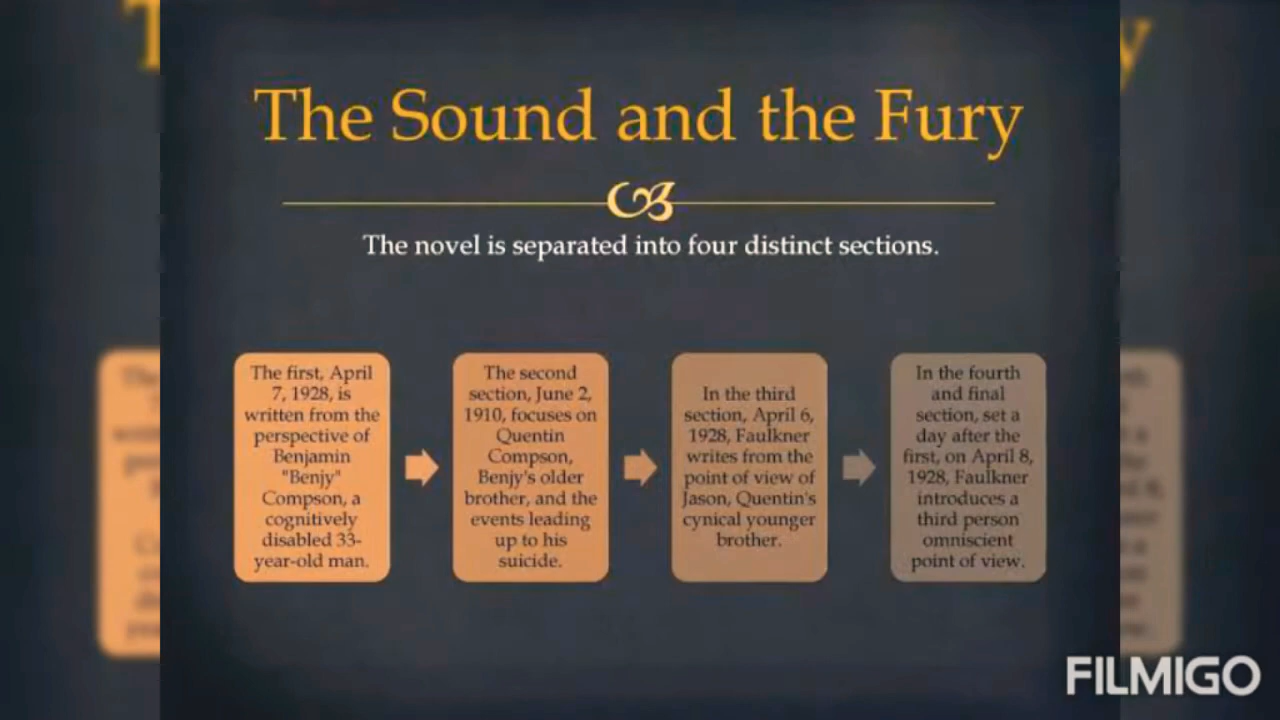 The Sound and the Fury
The novel is separated into four distinct sections.
The first, April
7, 1928, is
written from the
perspective of
Benjamin
"Benjy"
Compson, a
cognitively
disabled 33-
year-old man.
The second
section, June 2,
1910, focuses on
Quentin
Compson,
Benjy's older
brother, and the
events leading
up to his
suicide.
In the third
section, April 6,
1928, Faulkner
writes from the
point of view of
Jason, Quentin's
cynical younger
brother.
In the fourth
and final
section, set a
day after the
first, on April 8,
1928, Faulkner
introduces a
third person
omniscient
point of view.
FILMIGO